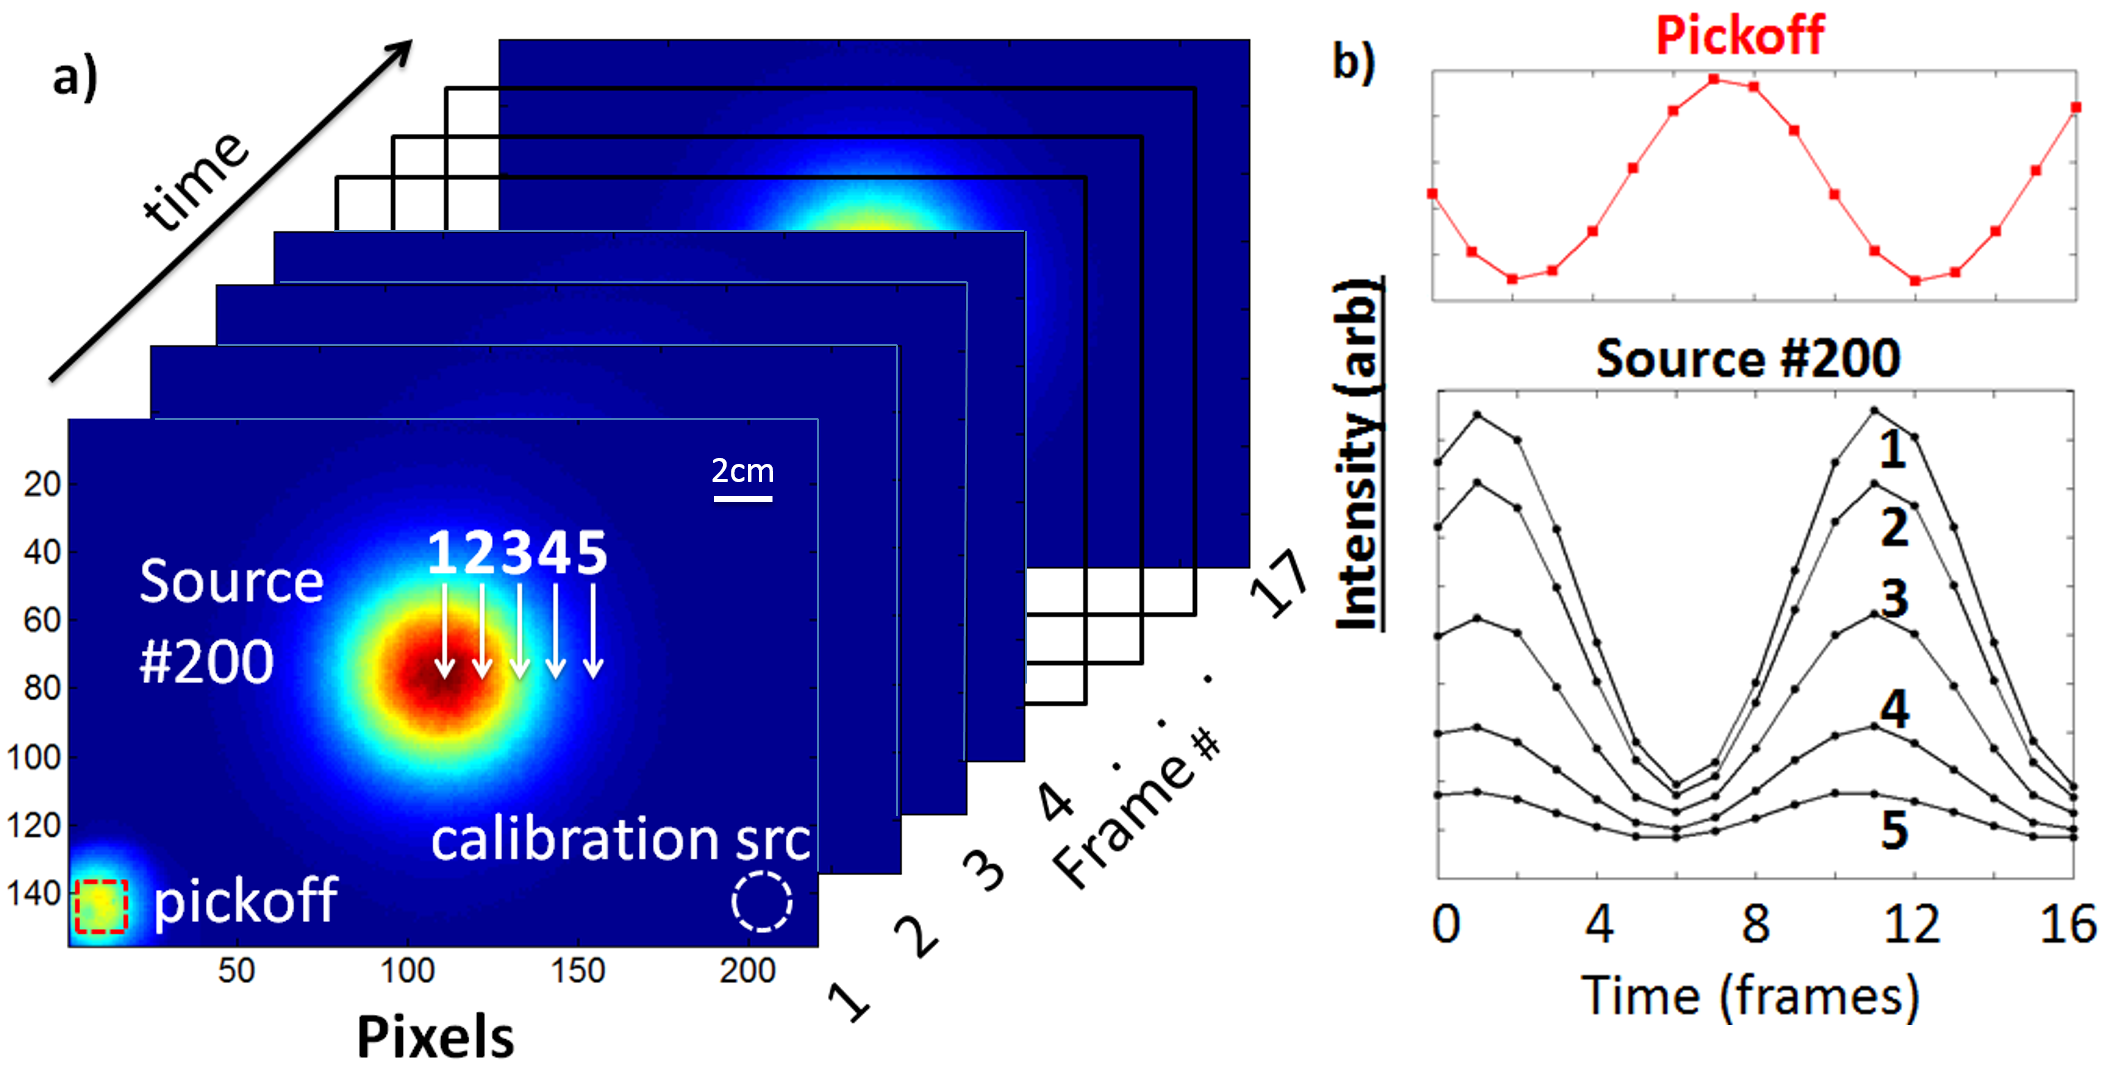 a)
time
2cm
12345
Source
#200
calibration src
pickoff
20
40
60
80
100
120
140
50
100
150
200
Pixels
1
2
3
4
. . .
17
Frame #
b)
Pickoff
Intensity (arb)
Source #200
1
2
3
4
5
0 4 8 12 16
Time (frames)